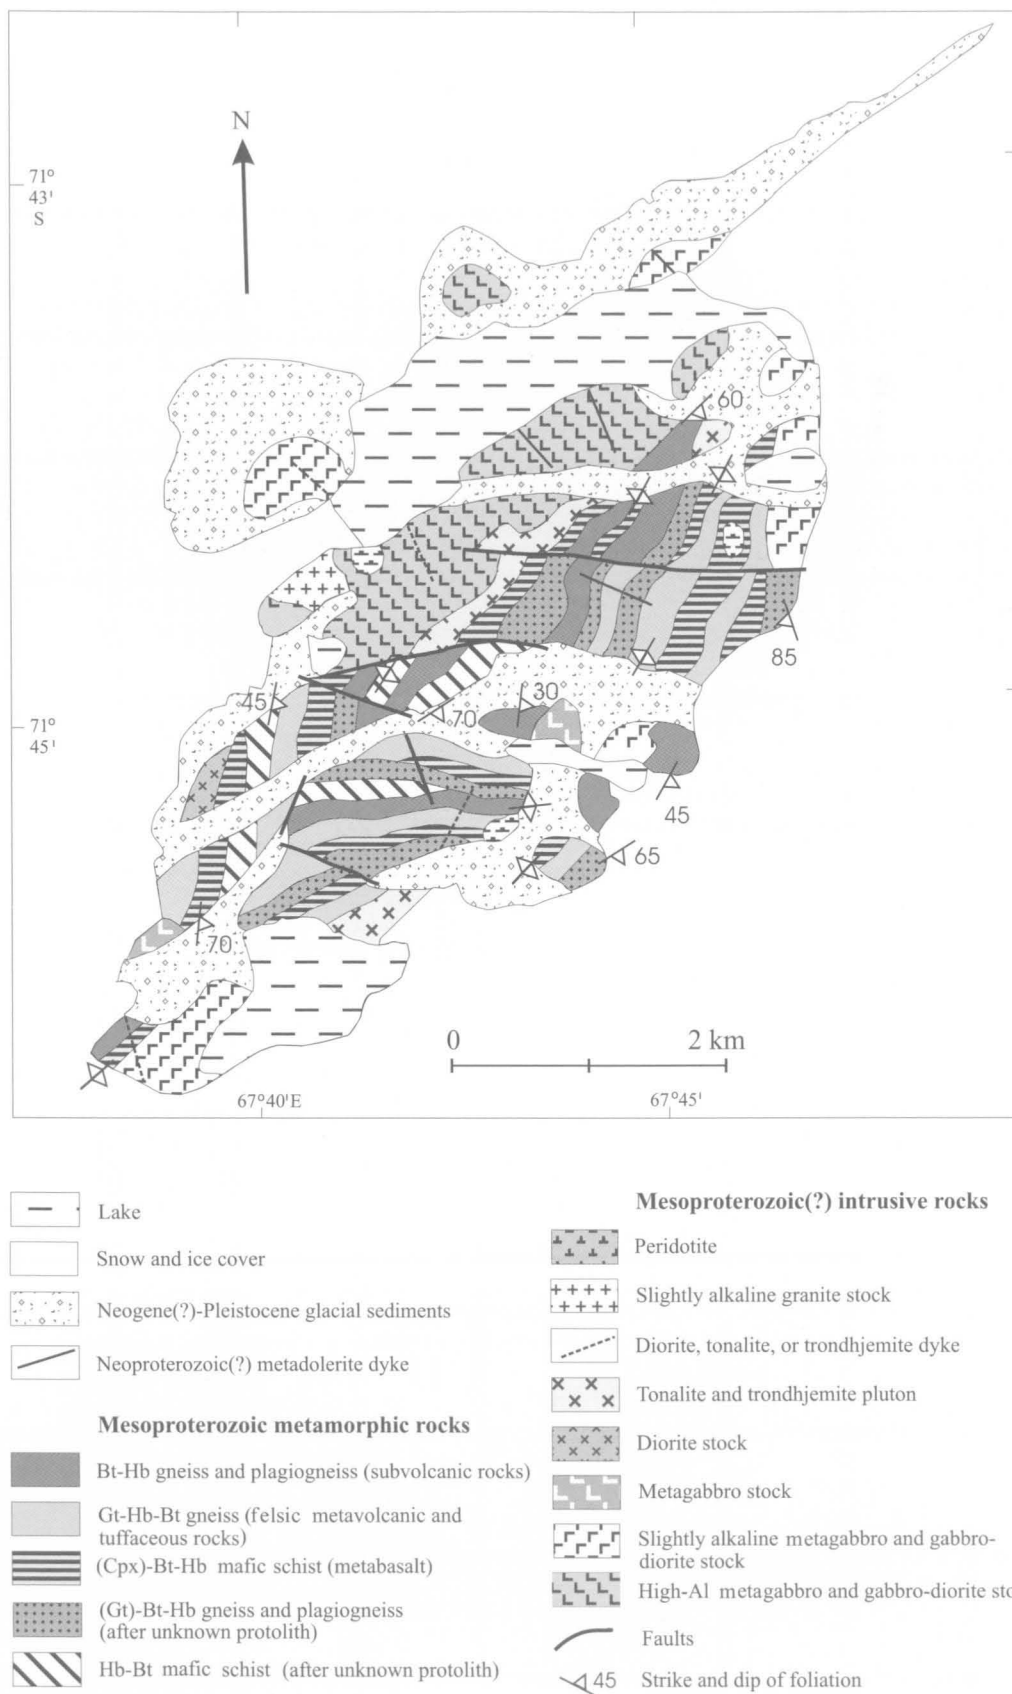 N
71°
43'
S
60
85
45
30
70
71°
45'
45
65
70
0 2 km
67°40'E
67°45'
Lake
Snow and ice cover
Neogene(?)-Pleistocene glacial sediments
Neoproterozoic(?) metadolerite dyke
Mesoproterozoic metamorphic rocks
Bt-Hb gneiss and plagiogneiss (subvolcanic rocks)
Gt-Hb-Bt gneiss (felsic metavolcanic and
tuffaceous rocks)
(Cpx)-Bt-Hb mafic schist (metabasalt)
(Gt)-Bt-Hb gneiss and plagiogneiss
(after unknown protolith)
Hb-Bt mafic schist (after unknown protolith)
Mesoproterozoic(?) intrusive rocks
Peridotite
Slightly alkaline granite stock
Diorite, tonalite, or trondhjemite dyke
Tonalite and trondhjemite pluton
Diorite stock
Metagabbro stock
Slightly alkaline metagabbro and gabbro-
diorite stock
High-Al metagabbro and gabbro-diorite sto
Faults
45 Strike and dip of foliation